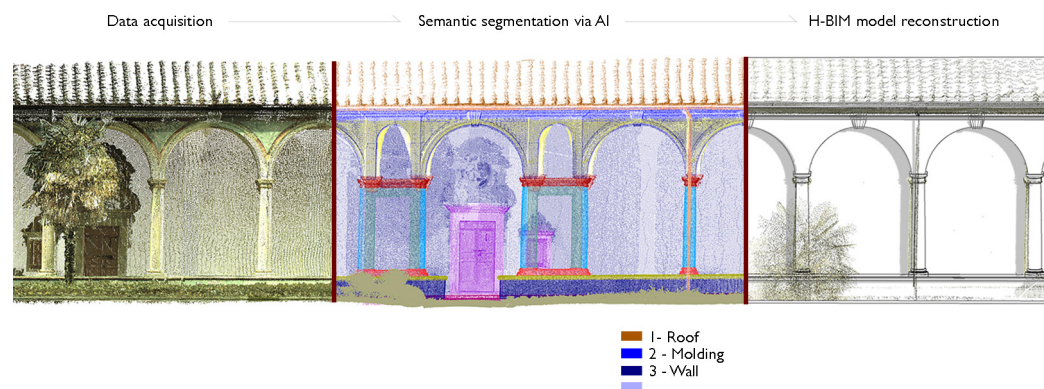 Data acquisition
Semantic segmentation via AI
H-BIM model reconstruction
1- Roof
2 - Molding
3 - Wall